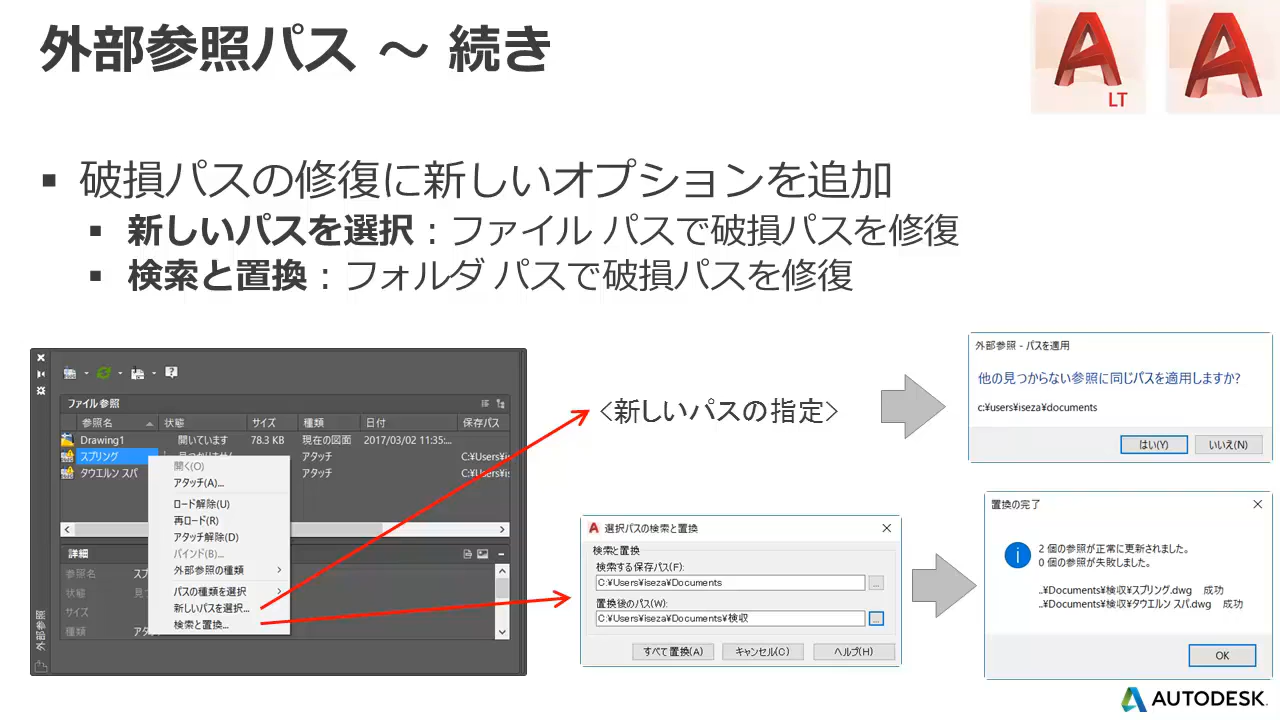 外部参照パス ～ 続き
LT
破損パスの修復に新しいオプションを追加
新しいパスを選択：ファイル パスで破損パスを修復
検索と置換：フォルダ パスで破損パスを修復
ファイル参照
参照名 状態 サイズ 種類 日付 保存パス
Drawing1 開いています 78.3 KB 現在の図面 2017/03/02 11:35:...
スプリング アタッチ C:¥Users¥is
タウエルン スパ アタッチ C:¥Users¥is
開く(O)
アタッチ(A)...
ロード解除(U)
再ロード(R)
アタッチ解除(D)
バインド(B)...
外部参照の種類
パスの種類を選択
新しいパスを選択...
検索と置換...
詳細
参照名 スプ
状態 見つ
サイズ
種類 アタッ
外部参照
<新しいパスの指定>
外部参照 - パスを適用
他の見つからない参照に同じパスを適用しますか?
c:¥users¥iseza¥documents
はい(Y) いいえ(N)
選択パスの検索と置換
検索と置換
検索する保存パス(F):
C:¥Users¥iseza¥Documents ...
置換後のパス(W):
C:¥Users¥iseza¥Documents¥検収 ...
すべて置換(A) キャンセル(C) ヘルプ(H)
置換の完了
2 個の参照が正常に更新されました。
0 個の参照が失敗しました。
..¥Documents¥検収¥スプリング.dwg 成功
..¥Documents¥検収¥タウエルン スパ.dwg 成功
OK
AUTODESK.